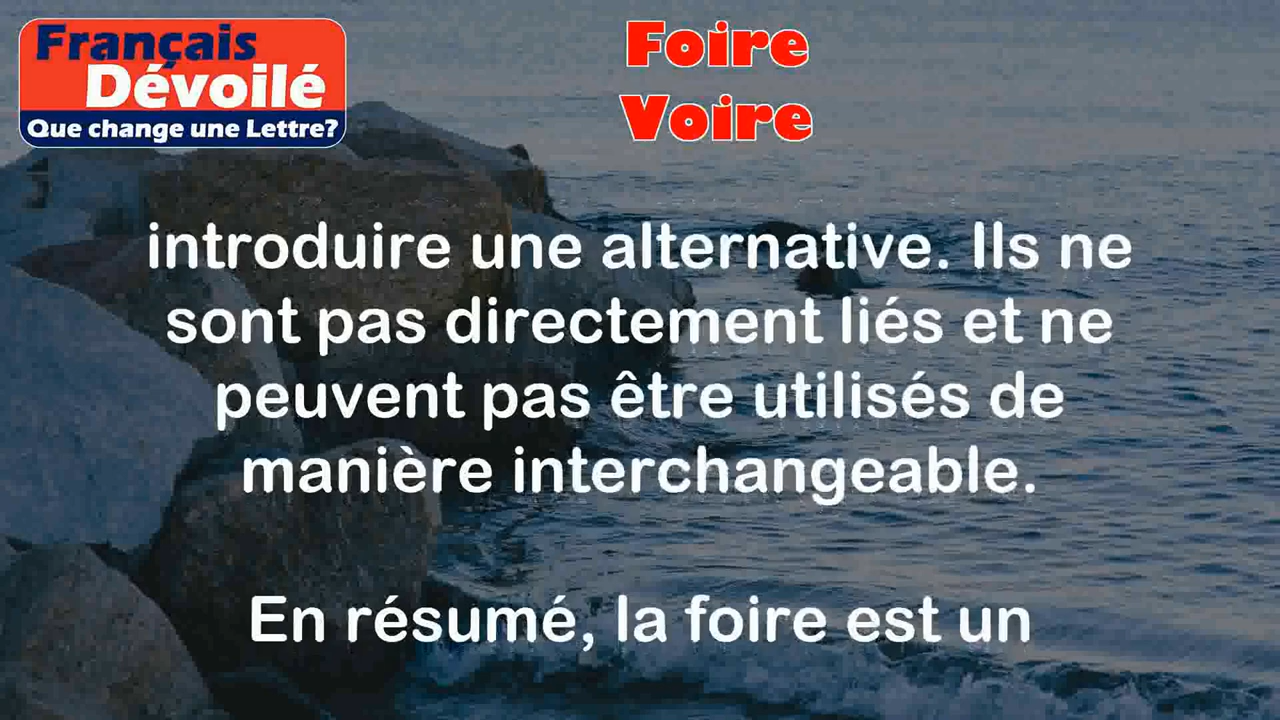 Français
Dévoilé
Que change une Lettre?
Foire
Voire
introduire une alternative. Ils ne
sont pas directement liés et ne
peuvent pas être utilisés de
manière interchangeable.
En résumé, la foire est un